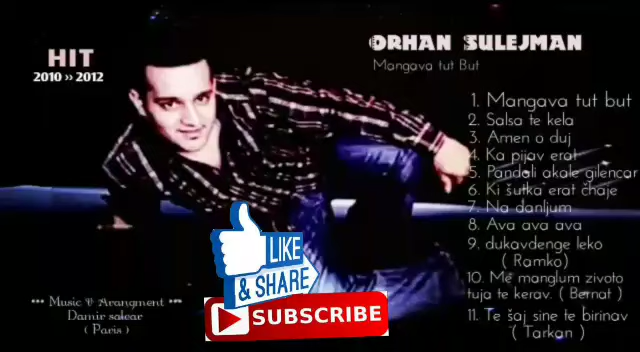 HIT
2010 » 2012
ORHAN SULEJMAN
Mangava tut But
1. Mangava tut but
2. Salsa te kela
3. Amen o duj
4. Ka pijav erat
5. Pandali akale gilencar
6. Ki šutka erat čhaje
7. Na danljum
8. Ava ava ava
9. dukavdenge leko
( Ramko)
10. Me manglum zivoto
tuja te kerav. ( Bernat )
11. Te šaj sine te birinav
( Tarkan )
LIKE
& SHARE
SUBSCRIBE
*** Music & Arangment ***
Damir salear
( Paris )